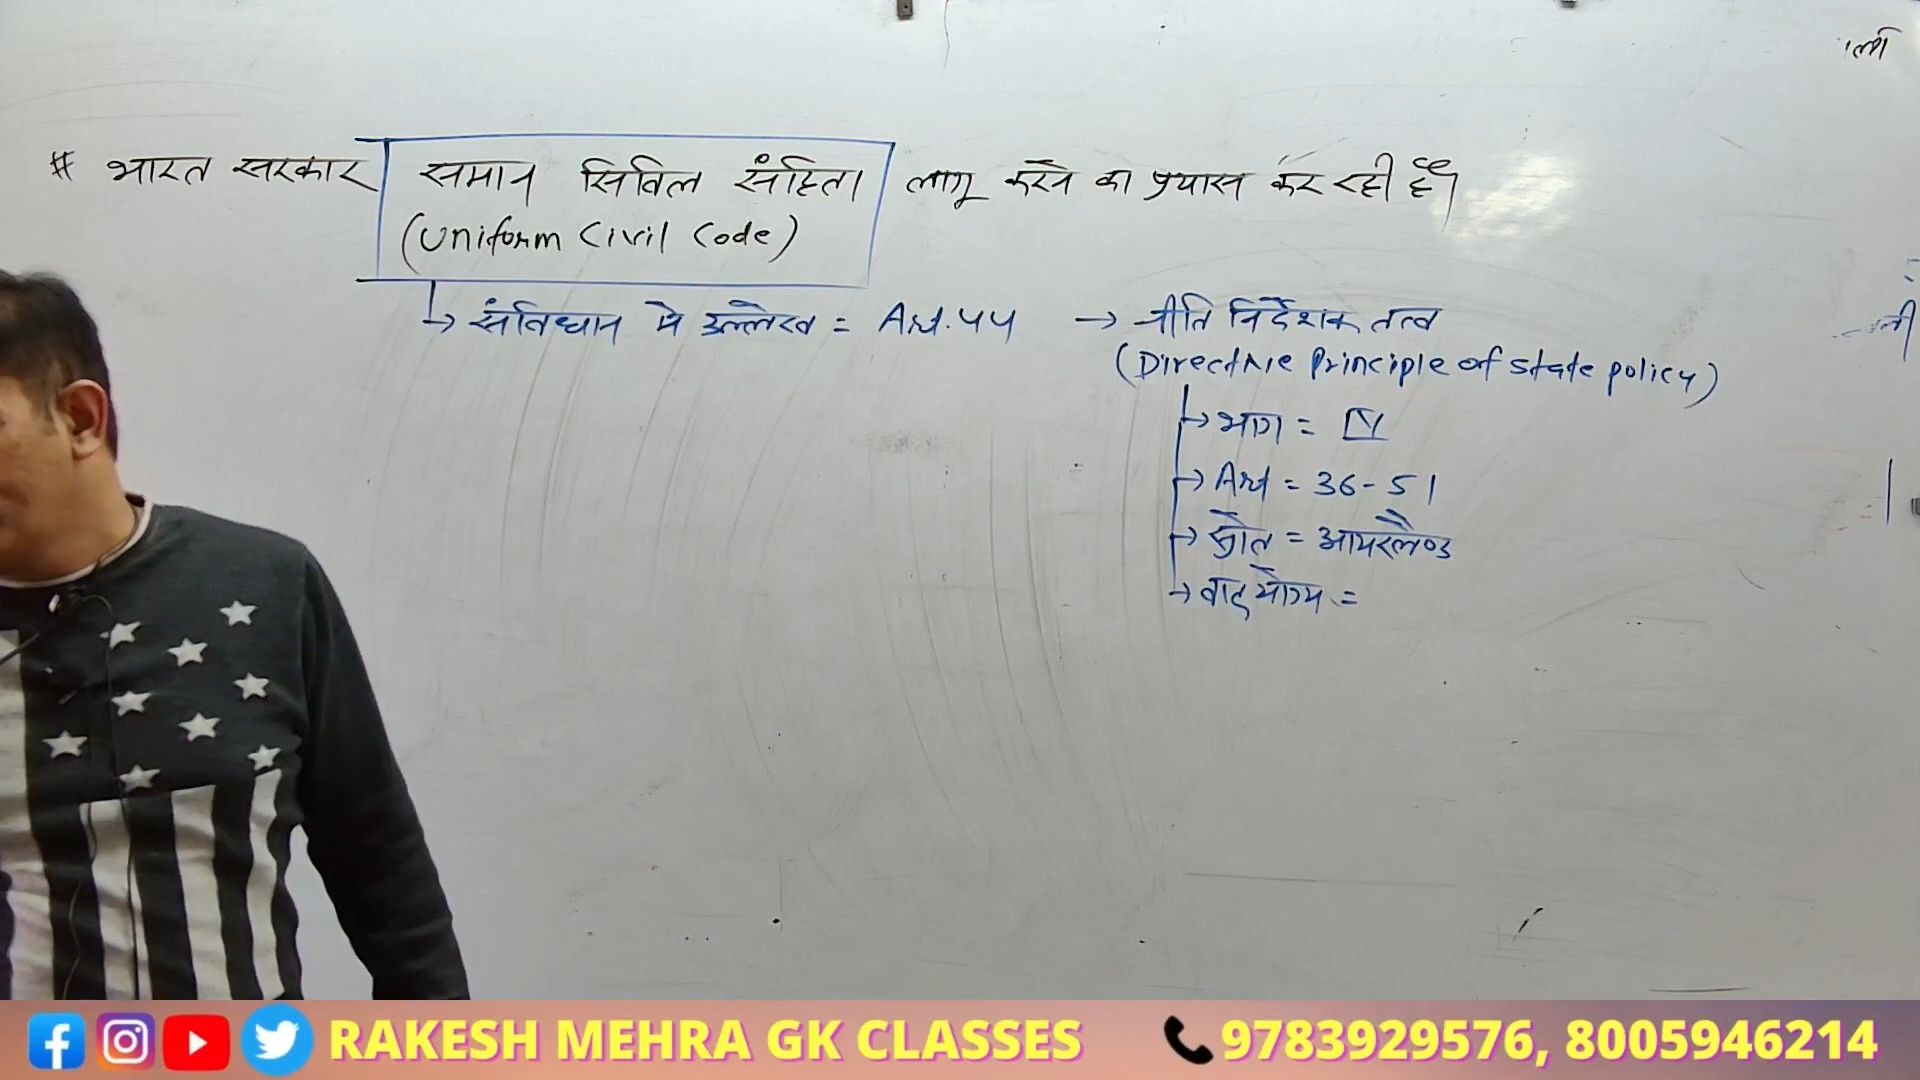 # भारत सरकार समान सिविल संहिता लागू करने का प्रयास कर रही है।
(Uniform Civil Code)
→ संविधान मे उल्लेख = Art. 44 → नीति निर्देशक तत्व
(Directive Principle of state policy)
→ भाग = IV
→ Art = 36-51
→ स्रोत = आयरलैण्ड
→ वाद योग्य =
RAKESH MEHRA GK CLASSES 9783929576, 8005946214